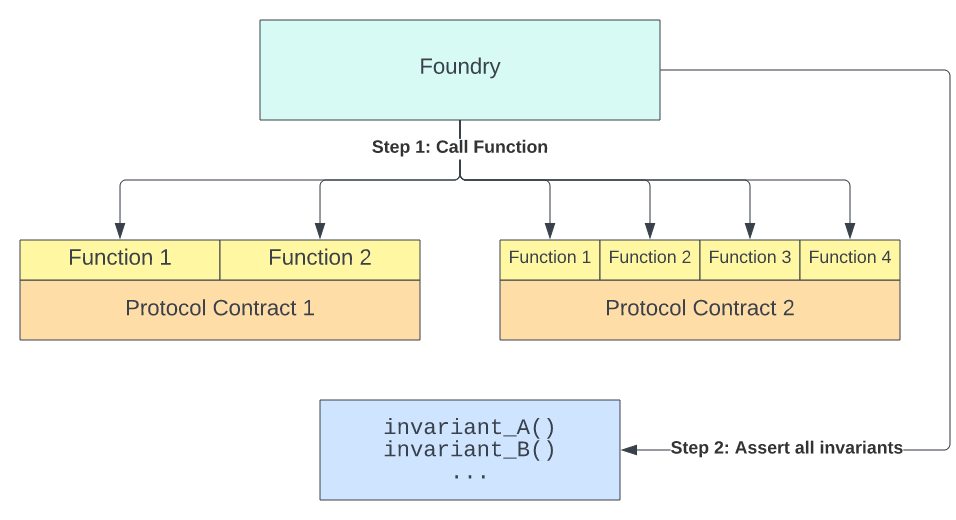 Foundry
Step 1: Call Function
Function 1
Function 2
Function 1
Function 2
Function 3
Function 4
Protocol Contract 1
Protocol Contract 2
invariant_A()
invariant_B()
...
Step 2: Assert all invariants